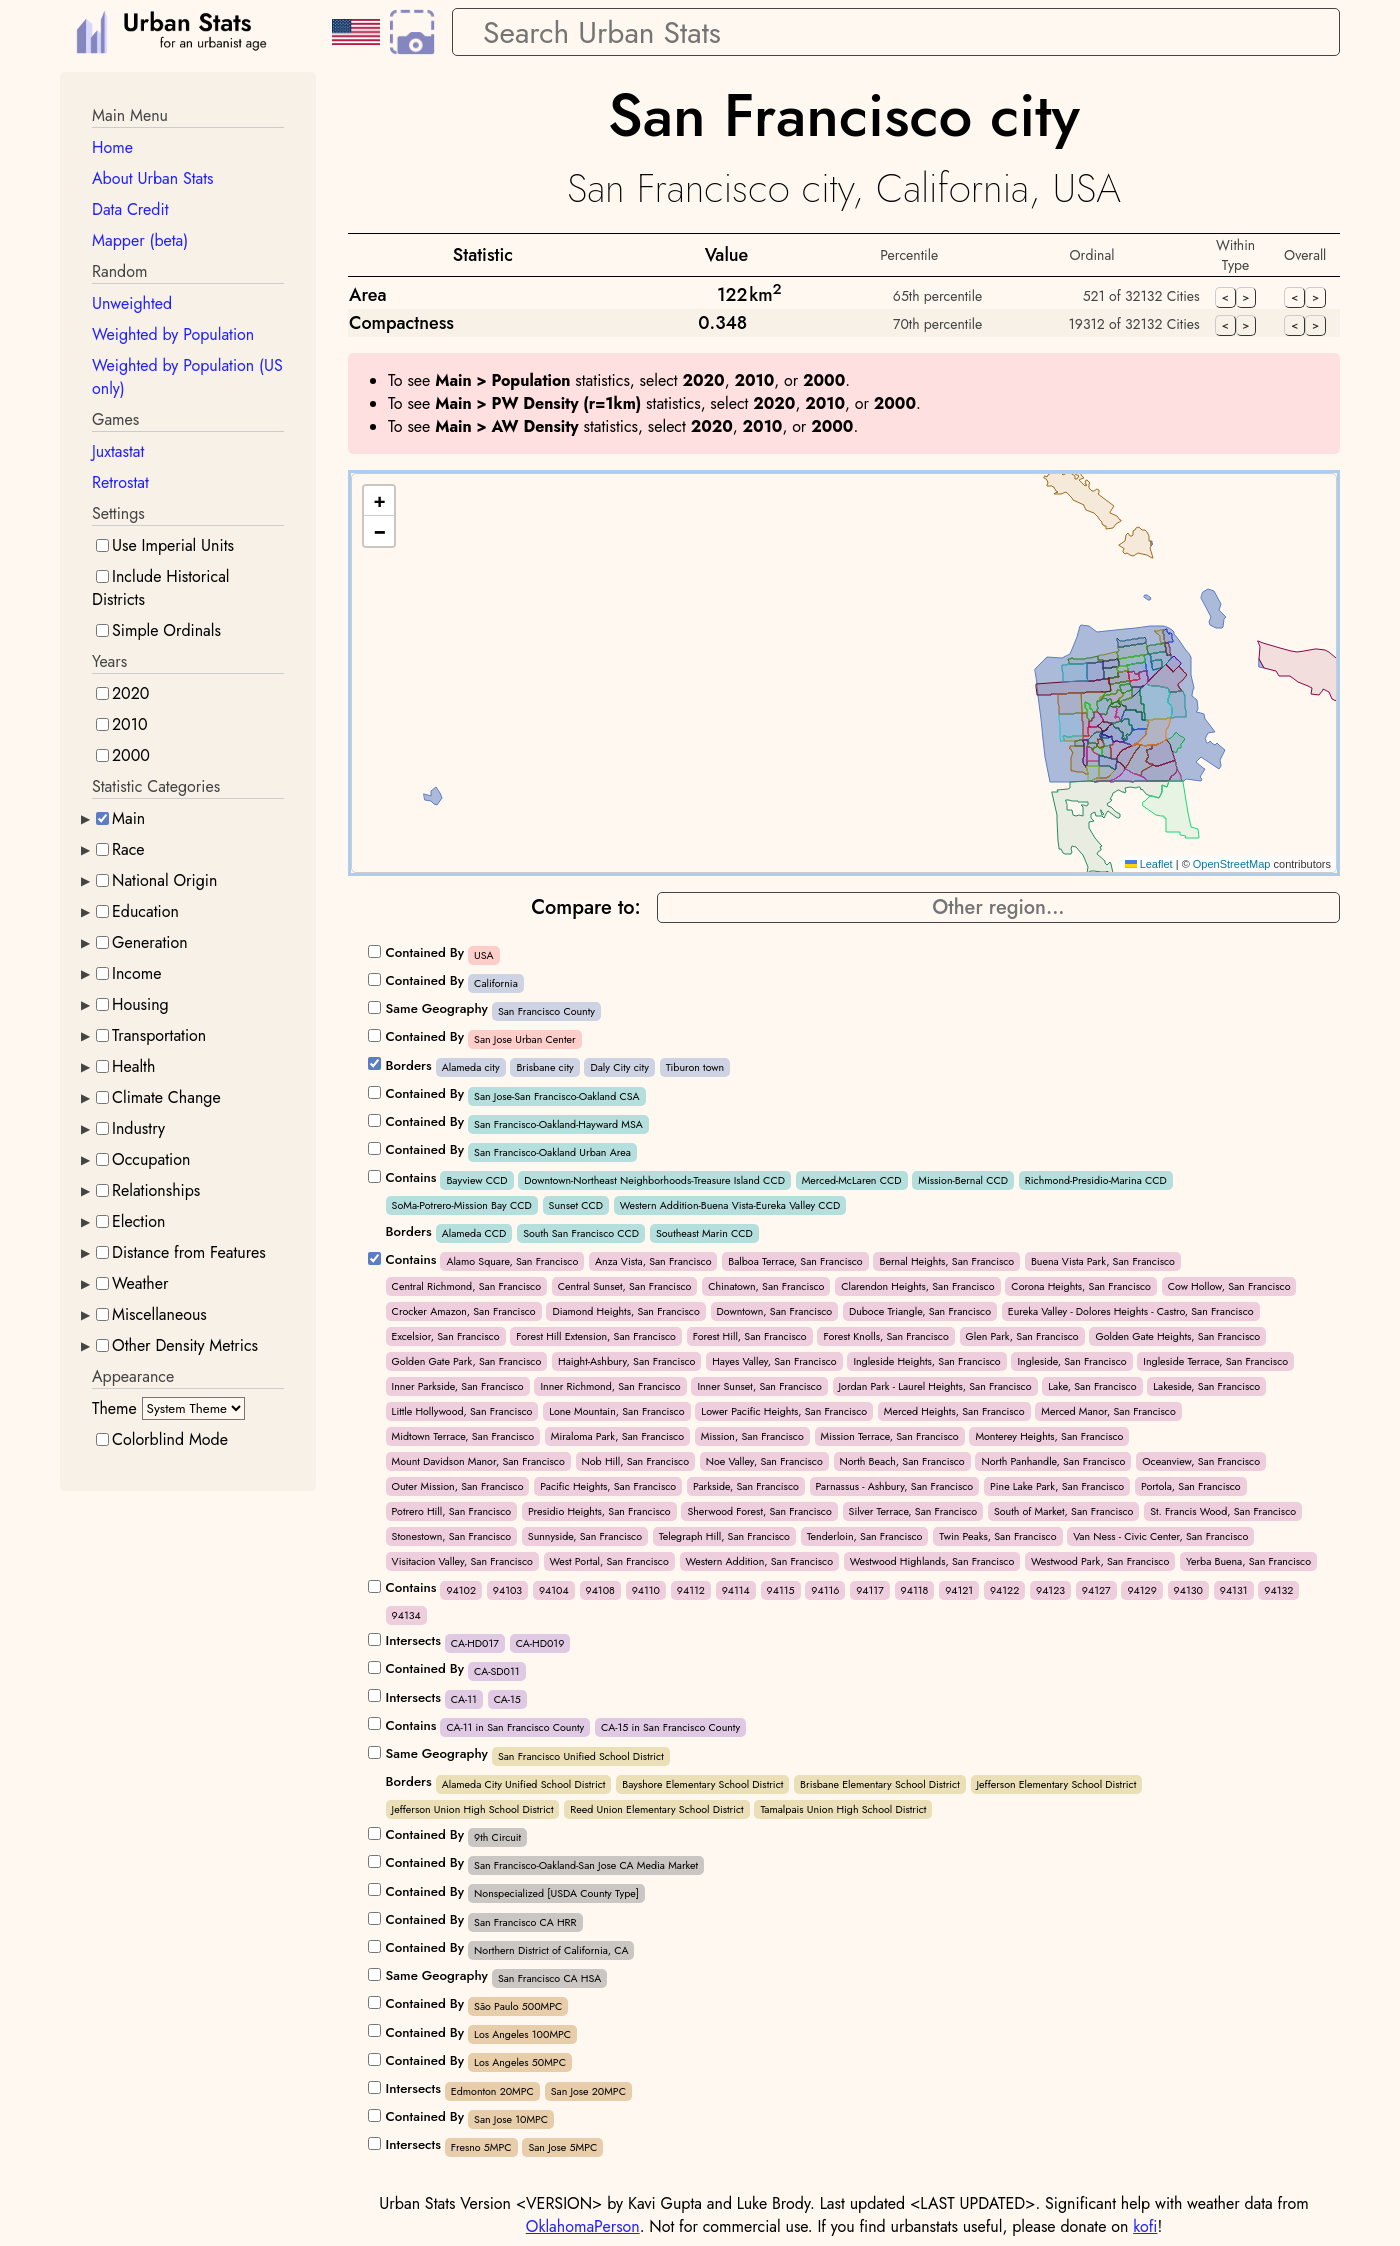 Urban Stats
for an urbanist age
Search Urban Stats
Main Menu
Home
About Urban Stats
Data Credit
Mapper (beta)
Random
Unweighted
Weighted by Population
Weighted by Population (US
only)
Games
Juxtastat
Retrostat
Settings
Use Imperial Units
Include Historical
Districts
Simple Ordinals
Years
2020
2010
2000
Statistic Categories
Main
Race
National Origin
Education
Generation
Income
Housing
Transportation
Health
Climate Change
Industry
Occupation
Relationships
Election
Distance from Features
Weather
Miscellaneous
Other Density Metrics
Appearance
Theme System Theme
Colorblind Mode
San Francisco city
San Francisco city, California, USA
Statistic Value Percentile Ordinal Within Type Overall
Area 122 km2 65th percentile 521 of 32132 Cities < > < >
Compactness 0.348 70th percentile 19312 of 32132 Cities < > < >
To see Main > Population statistics, select 2020, 2010, or 2000.
To see Main > PW Density (r=1km) statistics, select 2020, 2010, or 2000.
To see Main > AW Density statistics, select 2020, 2010, or 2000.
+
−
Leaflet | © OpenStreetMap contributors
Compare to: Other region...
Contained By USA
Contained By California
Same Geography San Francisco County
Contained By San Jose Urban Center
Borders Alameda city Brisbane city Daly City city Tiburon town
Contained By San Jose-San Francisco-Oakland CSA
Contained By San Francisco-Oakland-Hayward MSA
Contained By San Francisco-Oakland Urban Area
Contains Bayview CCD Downtown-Northeast Neighborhoods-Treasure Island CCD Merced-McLaren CCD Mission-Bernal CCD Richmond-Presidio-Marina CCD
SoMa-Potrero-Mission Bay CCD Sunset CCD Western Addition-Buena Vista-Eureka Valley CCD
Borders Alameda CCD South San Francisco CCD Southeast Marin CCD
Contains Alamo Square, San Francisco Anza Vista, San Francisco Balboa Terrace, San Francisco Bernal Heights, San Francisco Buena Vista Park, San Francisco
Central Richmond, San Francisco Central Sunset, San Francisco Chinatown, San Francisco Clarendon Heights, San Francisco Corona Heights, San Francisco Cow Hollow, San Francisco
Crocker Amazon, San Francisco Diamond Heights, San Francisco Downtown, San Francisco Duboce Triangle, San Francisco Eureka Valley - Dolores Heights - Castro, San Francisco
Excelsior, San Francisco Forest Hill Extension, San Francisco Forest Hill, San Francisco Forest Knolls, San Francisco Glen Park, San Francisco Golden Gate Heights, San Francisco
Golden Gate Park, San Francisco Haight-Ashbury, San Francisco Hayes Valley, San Francisco Ingleside Heights, San Francisco Ingleside, San Francisco Ingleside Terrace, San Francisco
Inner Parkside, San Francisco Inner Richmond, San Francisco Inner Sunset, San Francisco Jordan Park - Laurel Heights, San Francisco Lake, San Francisco Lakeside, San Francisco
Little Hollywood, San Francisco Lone Mountain, San Francisco Lower Pacific Heights, San Francisco Merced Heights, San Francisco Merced Manor, San Francisco
Midtown Terrace, San Francisco Miraloma Park, San Francisco Mission, San Francisco Mission Terrace, San Francisco Monterey Heights, San Francisco
Mount Davidson Manor, San Francisco Nob Hill, San Francisco Noe Valley, San Francisco North Beach, San Francisco North Panhandle, San Francisco Oceanview, San Francisco
Outer Mission, San Francisco Pacific Heights, San Francisco Parkside, San Francisco Parnassus - Ashbury, San Francisco Pine Lake Park, San Francisco Portola, San Francisco
Potrero Hill, San Francisco Presidio Heights, San Francisco Sherwood Forest, San Francisco Silver Terrace, San Francisco South of Market, San Francisco St. Francis Wood, San Francisco
Stonestown, San Francisco Sunnyside, San Francisco Telegraph Hill, San Francisco Tenderloin, San Francisco Twin Peaks, San Francisco Van Ness - Civic Center, San Francisco
Visitacion Valley, San Francisco West Portal, San Francisco Western Addition, San Francisco Westwood Highlands, San Francisco Westwood Park, San Francisco Yerba Buena, San Francisco
Contains 94102 94103 94104 94108 94110 94112 94114 94115 94116 94117 94118 94121 94122 94123 94127 94129 94130 94131 94132
94134
Intersects CA-HD017 CA-HD019
Contained By CA-SD011
Intersects CA-11 CA-15
Contains CA-11 in San Francisco County CA-15 in San Francisco County
Same Geography San Francisco Unified School District
Borders Alameda City Unified School District Bayshore Elementary School District Brisbane Elementary School District Jefferson Elementary School District
Jefferson Union High School District Reed Union Elementary School District Tamalpais Union High School District
Contained By 9th Circuit
Contained By San Francisco-Oakland-San Jose CA Media Market
Contained By Nonspecialized [USDA County Type]
Contained By San Francisco CA HRR
Contained By Northern District of California, CA
Same Geography San Francisco CA HSA
Contained By São Paulo 500MPC
Contained By Los Angeles 100MPC
Contained By Los Angeles 50MPC
Intersects Edmonton 20MPC San Jose 20MPC
Contained By San Jose 10MPC
Intersects Fresno 5MPC San Jose 5MPC
Urban Stats Version <VERSION> by Kavi Gupta and Luke Brody. Last updated <LAST UPDATED>. Significant help with weather data from
OklahomaPerson. Not for commercial use. If you find urbanstats useful, please donate on kofi!